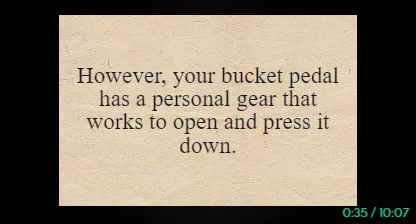 However, your bucket pedal
has a personal gear that
works to open and press it
down.
0:35 / 10:07